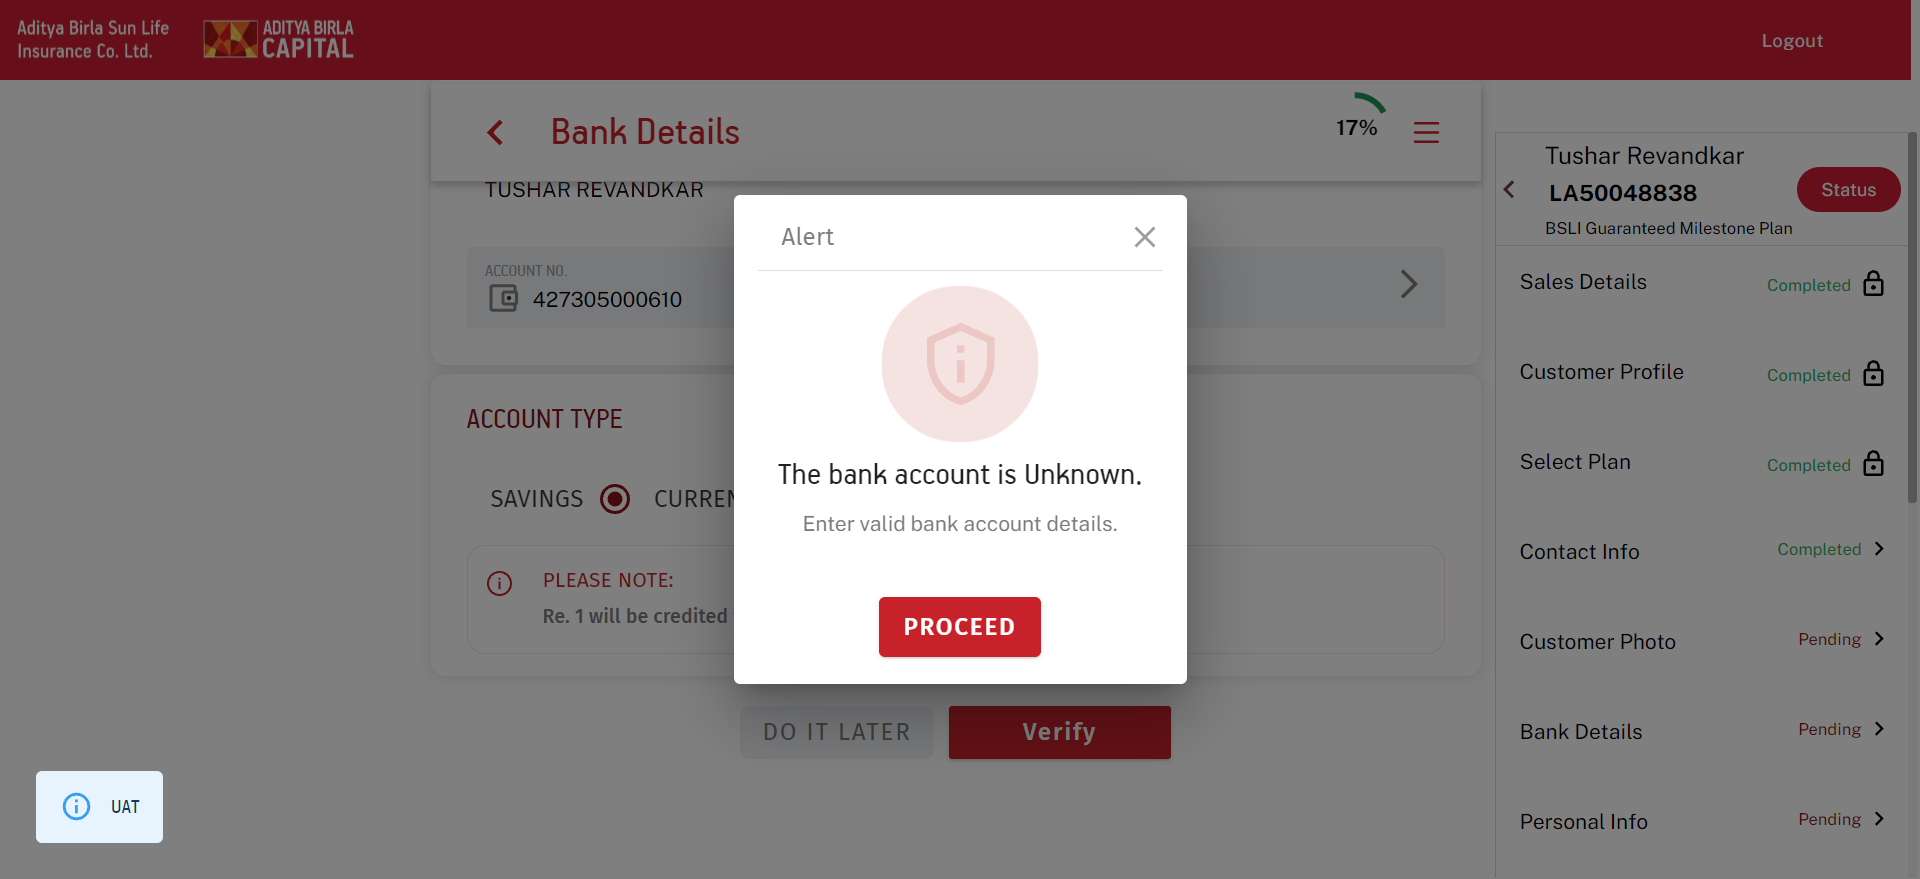 Aditya Birla Sun Life
Insurance Co. Ltd.
ADITYA BIRLA
CAPITAL
Logout
Bank Details
17%
TUSHAR REVANDKAR
ACCOUNT NO.
427305000610
ACCOUNT TYPE
SAVINGS
CURREN
PLEASE NOTE:
Re. 1 will be credited
DO IT LATER
Verify
Alert
The bank account is Unknown.
Enter valid bank account details.
PROCEED
Tushar Revandkar
LA50048838
Status
BSLI Guaranteed Milestone Plan
Sales Details Completed
Customer Profile Completed
Select Plan Completed
Contact Info Completed
Customer Photo Pending
Bank Details Pending
Personal Info Pending
UAT